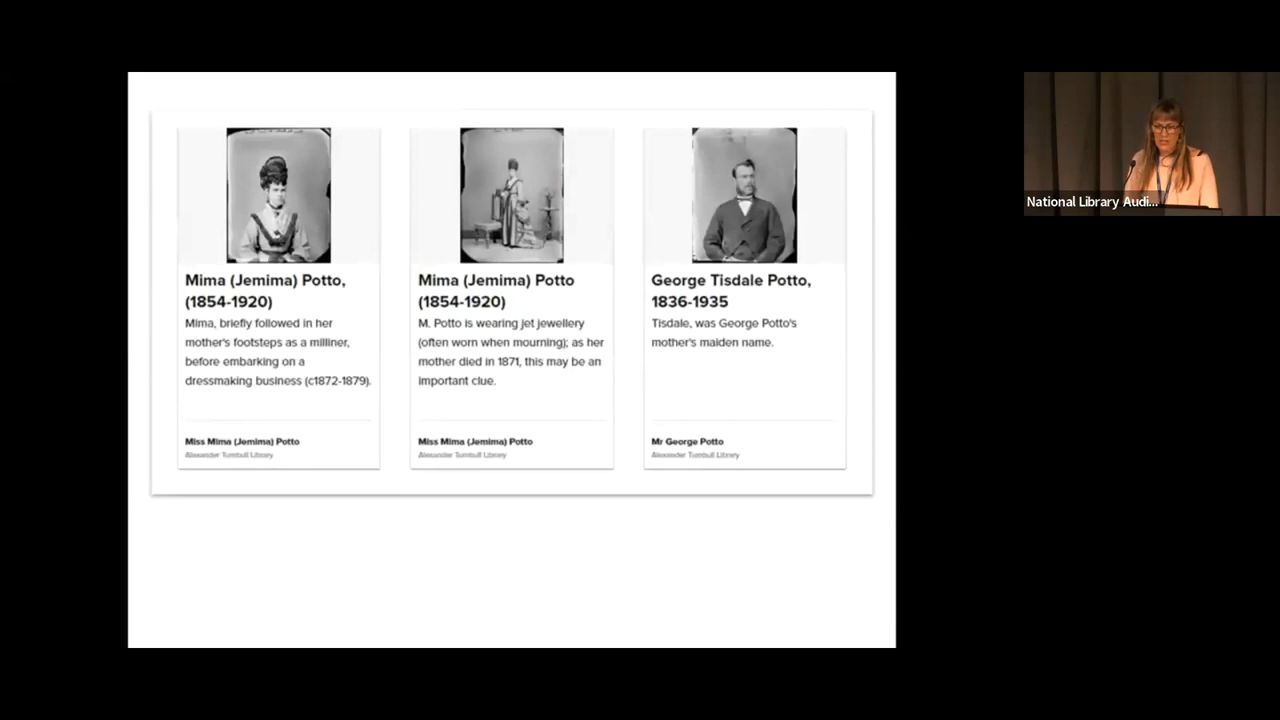 Mima (Jemima) Potto,
(1854-1920)
Mima, briefly followed in her
mother's footsteps as a milliner,
before embarking on a
dressmaking business (c1872-1879).
Miss Mima (Jemima) Potto
Alexander Turnbull Library
Mima (Jemima) Potto
(1854-1920)
M. Potto is wearing jet jewellery
(often worn when mourning); as her
mother died in 1871, this may be an
important clue.
Miss Mima (Jemima) Potto
Alexander Turnbull Library
George Tisdale Potto,
1836-1935
Tisdale, was George Potto's
mother's maiden name.
Mr George Potto
Alexander Turnbull Library
National Library Audi...